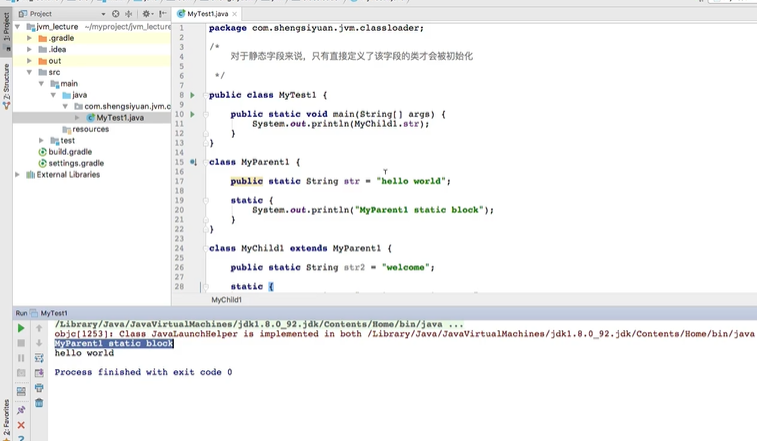 Project
MyTest1.java
jvm_lecture ~/myproject/jvm_lecture
.gradle
.idea
out
src
main
java
com.shengsiyuan.jvm.c
MyTest1.java
resources
test
build.gradle
settings.gradle
External Libraries
1: Project
Z: Structure
2: Favorites
1 package com.shengsiyuan.jvm.classloader;
2
3 /*
4 对于静态字段来说，只有直接定义了该字段的类才会被初始化
5
6 */
7
8 public class MyTest1 {
9
10 public static void main(String[] args) {
11 System.out.println(MyChild1.str);
12 }
13 }
14
15 class MyParent1 {
16
17 public static String str = "hello world";
18
19 static {
20 System.out.println("MyParent1 static block");
21 }
22 }
23
24 class MyChild1 extends MyParent1 {
25
26 public static String str2 = "welcome";
27
28 static {
MyChild1
Run MyTest1
/Library/Java/JavaVirtualMachines/jdk1.8.0_92.jdk/Contents/Home/bin/java ...
objc[1253]: Class JavaLaunchHelper is implemented in both /Library/Java/JavaVirtualMachines/jdk1.8.0_92.jdk/Contents/Home/bin/java
MyParent1 static block
hello world
Process finished with exit code 0